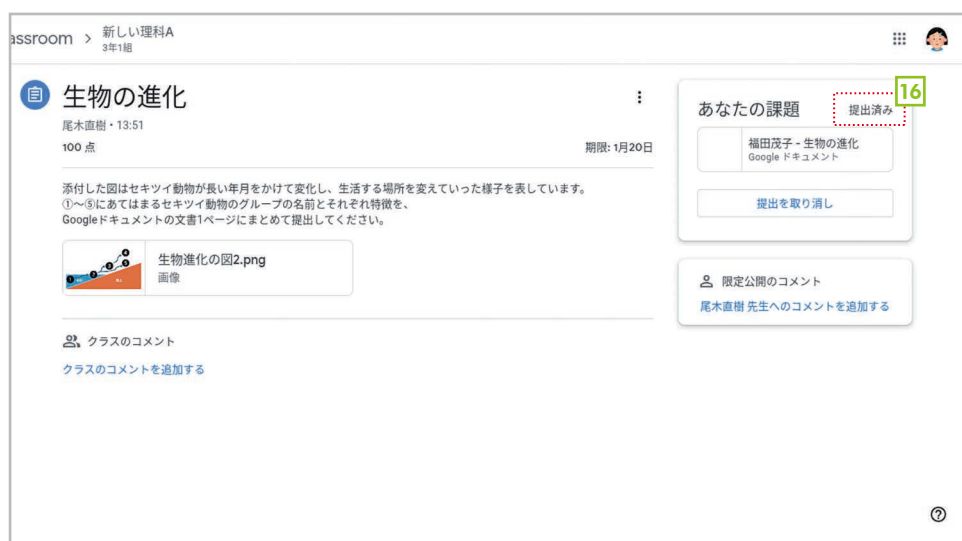 assroom > 新しい理科A
3年1組
生物の進化
尾木直樹・13:51
100 点
期限: 1月20日
添付した図はセキツイ動物が長い年月をかけて変化し、生活する場所を変えていった様子を表しています。
①〜⑤にあてはまるセキツイ動物のグループの名前とそれぞれ特徴を、
Googleドキュメントの文書1ページにまとめて提出してください。
生物進化の図2.png
画像
クラスのコメント
クラスのコメントを追加する
16
あなたの課題
提出済み
福田茂子 - 生物の進化
Google ドキュメント
提出を取り消し
限定公開のコメント
尾木直樹 先生へのコメントを追加する